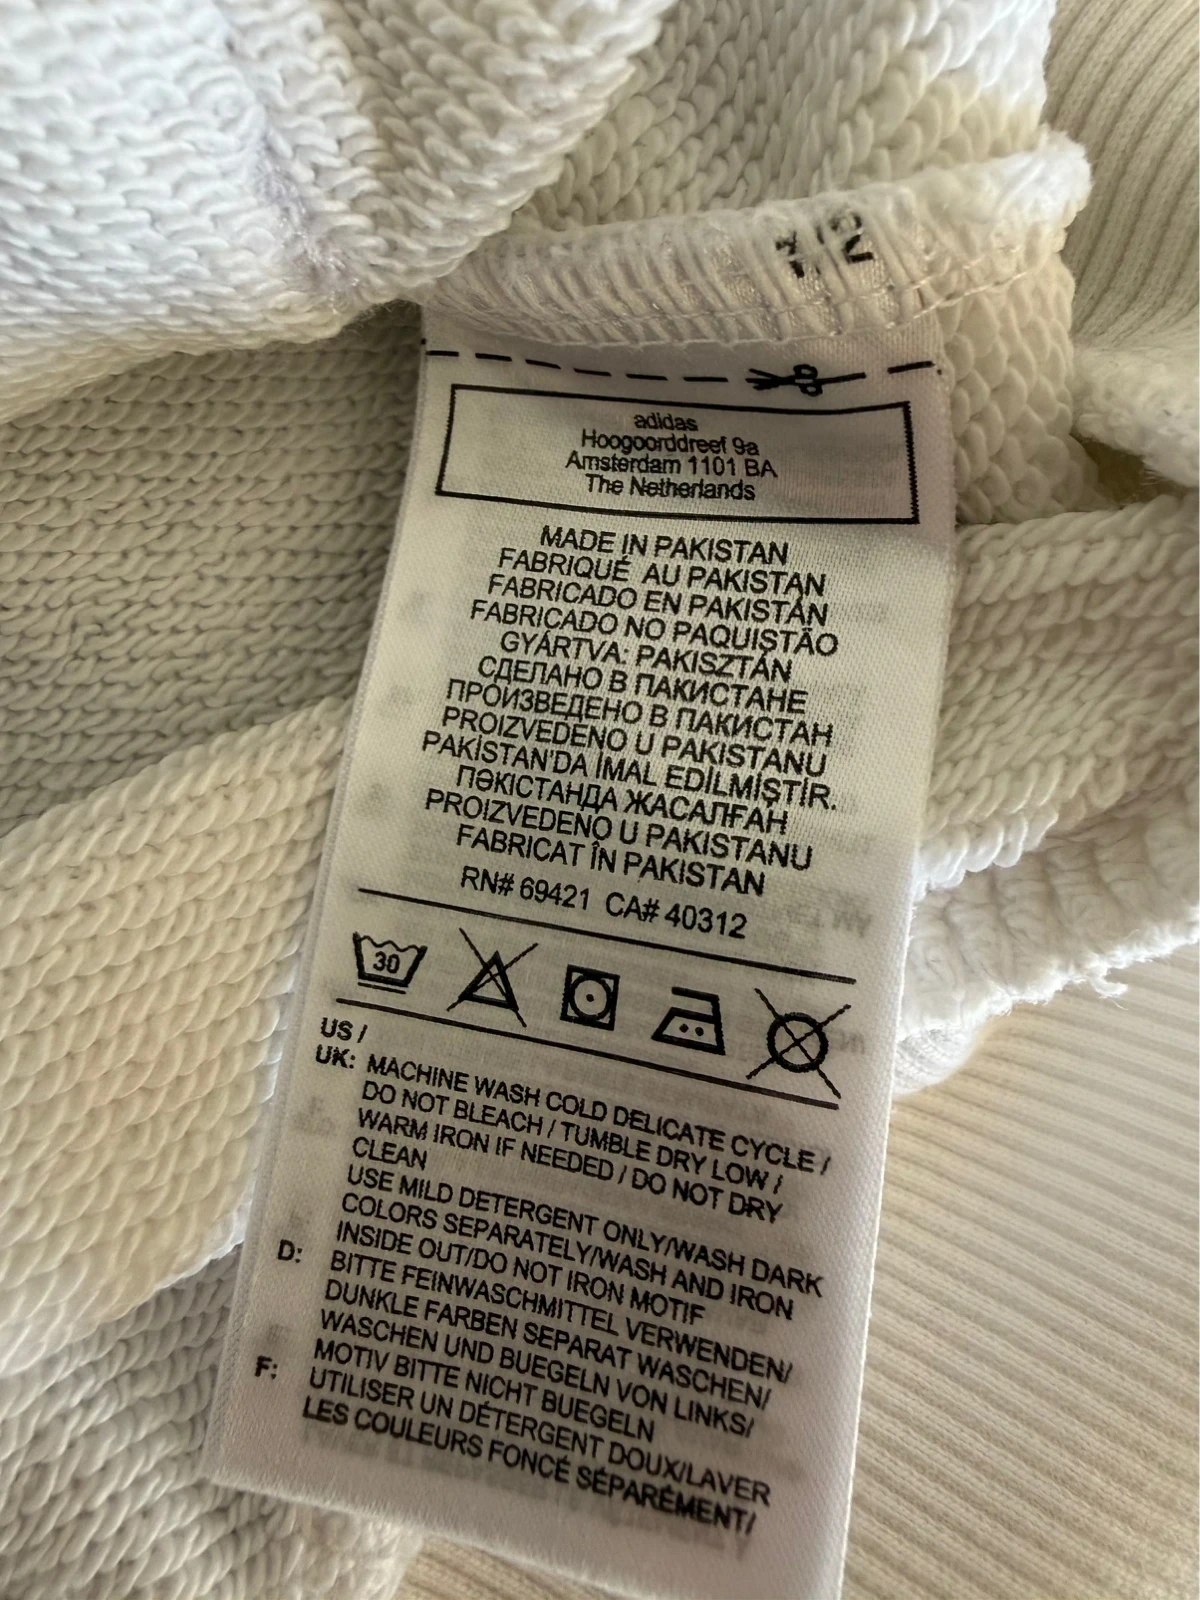 adidas
Hoogoorddreef 9a
Amsterdam 1101 BA
The Netherlands
MADE IN PAKISTAN
FABRIQUÉ AU PAKISTAN
FABRICADO EN PAKISTÁN
FABRICADO NO PAQUISTÃO
GYÁRTVA: PAKISZTÁN
СДЕЛАНО В ПАКИСТАНЕ
ПРОИЗВЕДЕНО В ПАКИСТАН
PROIZVEDENO U PAKISTANU
PAKİSTAN'DA İMAL EDİLMİŞTİR.
ПӘКІСТАНДА ЖАСАЛҒАН
PROIZVEDENO U PAKISTANU
FABRICAT ÎN PAKISTAN
RN# 69421 CA# 40312
30
US /
UK: MACHINE WASH COLD DELICATE CYCLE /
DO NOT BLEACH / TUMBLE DRY LOW /
WARM IRON IF NEEDED / DO NOT DRY
CLEAN
USE MILD DETERGENT ONLY/WASH DARK
COLORS SEPARATELY/WASH AND IRON
INSIDE OUT/DO NOT IRON MOTIF
D: BITTE FEINWASCHMITTEL VERWENDEN/
DUNKLE FARBEN SEPARAT WASCHEN/
WASCHEN UND BUEGELN VON LINKS/
MOTIV BITTE NICHT BUEGELN
F: UTILISER UN DÉTERGENT DOUX/LAVER
LES COULEURS FONCÉ SÉPARÉMENT/